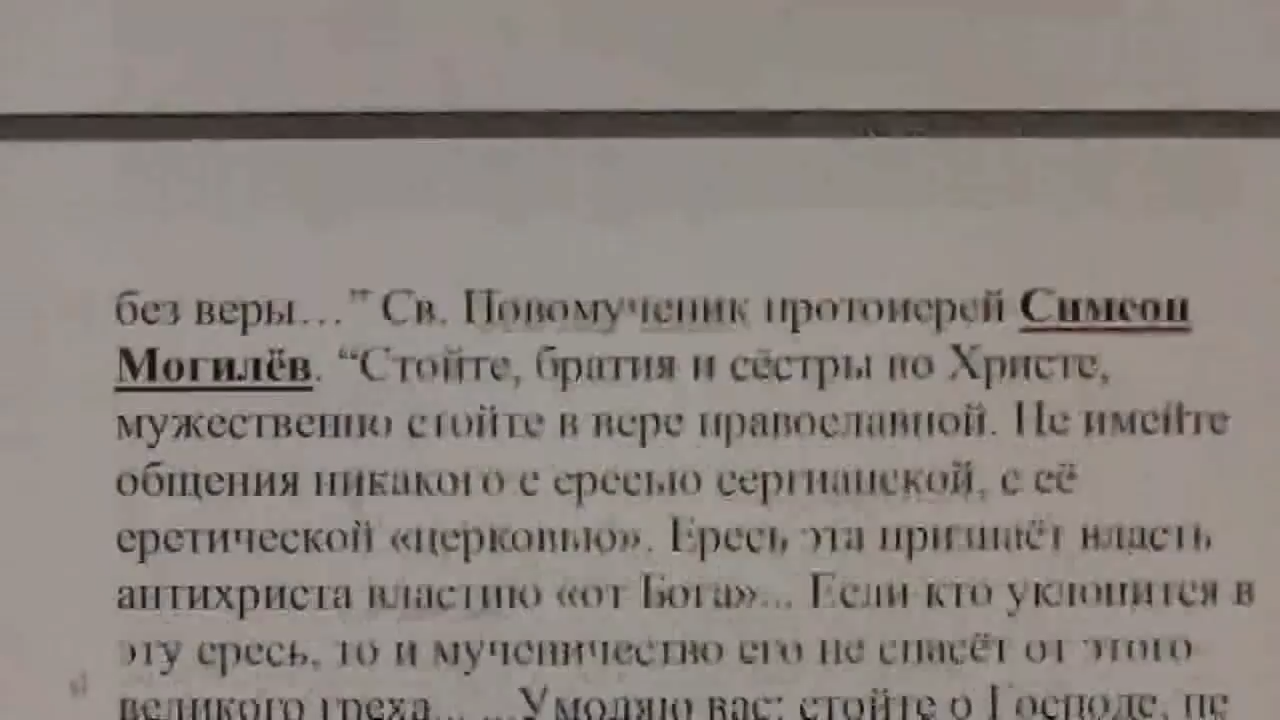 без веры...” Св. Новомученик протоиерей Симеон
Могилёв. “Стойте, братия и сёстры во Христе,
мужественно стойте в вере православной. Не имейте
общения никакого с ересью сергианской, с её
еретической «церковью». Ересь эта признаёт власть
антихриста властию «от Бога»... Если кто уклонится в
эту ересь, то и мученичество его не спасёт от этого
великого греха... ...Умоляю вас: стойте о Господе, не